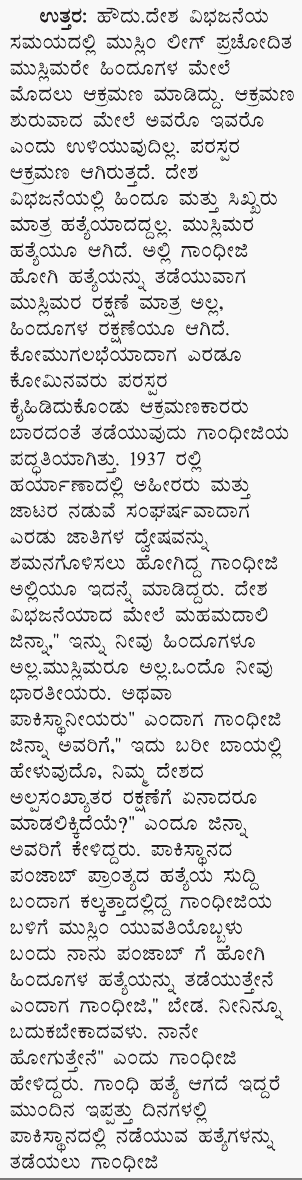 ಉತ್ತರ: ಹೌದು.ದೇಶ ವಿಭಜನೆಯ
ಸಮಯದಲ್ಲಿ ಮುಸ್ಲಿಂ ಲೀಗ್ ಪ್ರಚೋದಿತ
ಮುಸ್ಲಿಮರೇ ಹಿಂದೂಗಳ ಮೇಲೆ
ಮೊದಲು ಆಕ್ರಮಣ ಮಾಡಿದ್ದು. ಆಕ್ರಮಣ
ಶುರುವಾದ ಮೇಲೆ ಅವರೊ ಇವರೊ
ಎಂದು ಉಳಿಯುವುದಿಲ್ಲ. ಪರಸ್ಪರ
ಆಕ್ರಮಣ ಆಗಿರುತ್ತದೆ. ದೇಶ
ವಿಭಜನೆಯಲ್ಲಿ ಹಿಂದೂ ಮತ್ತು ಸಿಖ್ಖರು
ಮಾತ್ರ ಹತ್ಯೆಯಾದದ್ದಲ್ಲ. ಮುಸ್ಲಿಮರ
ಹತ್ಯೆಯೂ ಆಗಿದೆ. ಅಲ್ಲಿ ಗಾಂಧೀಜಿ
ಹೋಗಿ ಹತ್ಯೆಯನ್ನು ತಡೆಯುವಾಗ
ಮುಸ್ಲಿಮರ ರಕ್ಷಣೆ ಮಾತ್ರ ಅಲ್ಲ,
ಹಿಂದೂಗಳ ರಕ್ಷಣೆಯೂ ಆಗಿದೆ.
ಕೋಮುಗಲಭೆಯಾದಾಗ ಎರಡೂ
ಕೋಮಿನವರು ಪರಸ್ಪರ
ಕೈಹಿಡಿದುಕೊಂಡು ಆಕ್ರಮಣಕಾರರು
ಬಾರದಂತೆ ತಡೆಯುವುದು ಗಾಂಧೀಜಿಯ
ಪದ್ಧತಿಯಾಗಿತ್ತು. 1937 ರಲ್ಲಿ
ಹರ್ಯಾಣಾದಲ್ಲಿ ಅಹೀರರು ಮತ್ತು
ಜಾಟರ ನಡುವೆ ಸಂಘರ್ಷವಾದಾಗ
ಎರಡು ಜಾತಿಗಳ ದ್ವೇಷವನ್ನು
ಶಮನಗೊಳಿಸಲು ಹೋಗಿದ್ದ ಗಾಂಧೀಜಿ
ಅಲ್ಲಿಯೂ ಇದನ್ನೆ ಮಾಡಿದ್ದರು. ದೇಶ
ವಿಭಜನೆಯಾದ ಮೇಲೆ ಮಹಮದಾಲಿ
ಜಿನ್ನಾ," ಇನ್ನು ನೀವು ಹಿಂದೂಗಳೂ
ಅಲ್ಲ.ಮುಸ್ಲಿಮರೂ ಅಲ್ಲ.ಒಂದೊ ನೀವು
ಭಾರತೀಯರು. ಅಥವಾ
ಪಾಕಿಸ್ಥಾನೀಯರು" ಎಂದಾಗ ಗಾಂಧೀಜಿ
ಜಿನ್ನಾ ಅವರಿಗೆ," ಇದು ಬರೀ ಬಾಯಲ್ಲಿ
ಹೇಳುವುದೊ, ನಿಮ್ಮ ದೇಶದ
ಅಲ್ಪಸಂಖ್ಯಾತರ ರಕ್ಷಣೆಗೆ ಏನಾದರೂ
ಮಾಡಲಿಕ್ಕಿದೆಯೆ?" ಎಂದೂ ಜಿನ್ನಾ
ಅವರಿಗೆ ಕೇಳಿದ್ದರು. ಪಾಕಿಸ್ಥಾನದ
ಪಂಜಾಬ್ ಪ್ರಾಂತ್ಯದ ಹತ್ಯೆಯ ಸುದ್ದಿ
ಬಂದಾಗ ಕಲ್ಕತ್ತಾದಲ್ಲಿದ್ದ ಗಾಂಧೀಜಿಯ
ಬಳಿಗೆ ಮುಸ್ಲಿಂ ಯುವತಿಯೊಬ್ಬಳು
ಬಂದು ನಾನು ಪಂಜಾಬ್ ಗೆ ಹೋಗಿ
ಹಿಂದೂಗಳ ಹತ್ಯೆಯನ್ನು ತಡೆಯುತ್ತೇನೆ
ಎಂದಾಗ ಗಾಂಧೀಜಿ," ಬೇಡ. ನೀನಿನ್ನೂ
ಬದುಕಬೇಕಾದವಳು. ನಾನೇ
ಹೋಗುತ್ತೇನೆ" ಎಂದು ಗಾಂಧೀಜಿ
ಹೇಳಿದ್ದರು. ಗಾಂಧಿ ಹತ್ಯೆ ಆಗದೆ ಇದ್ದರೆ
ಮುಂದಿನ ಇಪ್ಪತ್ತು ದಿನಗಳಲ್ಲಿ
ಪಾಕಿಸ್ಥಾನದಲ್ಲಿ ನಡೆಯುವ ಹತ್ಯೆಗಳನ್ನು
ತಡೆಯಲು ಗಾಂಧೀಜಿ